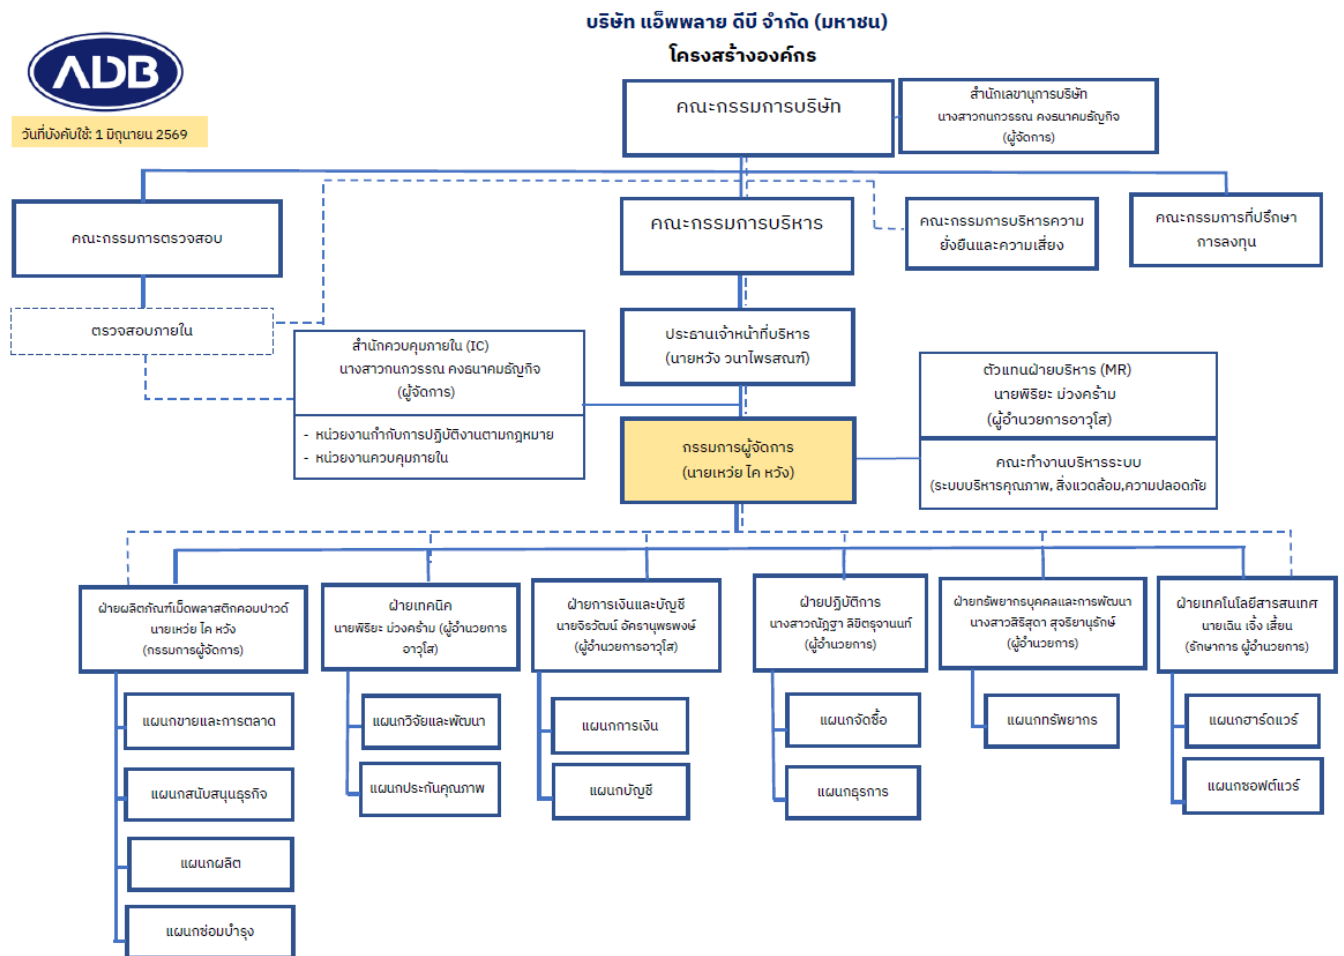 บริษัท แอ็พพลาย ดีบี จำกัด (มหาชน)
โครงสร้างองค์กร
ADB
วันที่บังคับใช้: 1 มิถุนายน 2569
คณะกรรมการบริษัท
สำนักเลขานุการบริษัท
นางสาวกนกวรรณ คงธนาคมธัญกิจ
(ผู้จัดการ)
คณะกรรมการตรวจสอบ
คณะกรรมการบริหาร
คณะกรรมการบริหารความ
ยั่งยืนและความเสี่ยง
คณะกรรมการที่ปรึกษา
การลงทุน
ตรวจสอบภายใน
ประธานเจ้าหน้าที่บริหาร
(นายหวัง วนาไพรสณฑ์)
สำนักควบคุมภายใน (IC)
นางสาวกนกวรรณ คงธนาคมธัญกิจ
(ผู้จัดการ)
- หน่วยงานกำกับการปฏิบัติงานตามกฎหมาย
- หน่วยงานควบคุมภายใน
ตัวแทนฝ่ายบริหาร (MR)
นายพิริยะ ม่วงคร้าม
(ผู้อำนวยการอาวุโส)
คณะทำงานบริหารระบบ
(ระบบบริหารคุณภาพ, สิ่งแวดล้อม,ความปลอดภัย
กรรมการผู้จัดการ
(นายเหว่ย ไค หวัง)
ฝ่ายผลิตภัณฑ์เม็ดพลาสติกคอมปาวด์
นายเหว่ย ไค หวัง
(กรรมการผู้จัดการ)
แผนกขายและการตลาด
แผนกสนับสนุนธุรกิจ
แผนกผลิต
แผนกซ่อมบำรุง
ฝ่ายเทคนิค
นายพิริยะ ม่วงคร้าม (ผู้อำนวยการ
อาวุโส)
แผนกวิจัยและพัฒนา
แผนกประกันคุณภาพ
ฝ่ายการเงินและบัญชี
นายจิรวัฒน์ อัครานุพรพงษ์
(ผู้อำนวยการอาวุโส)
แผนกการเงิน
แผนกบัญชี
ฝ่ายปฏิบัติการ
นางสาวณัฏฐา ลิขิตรุจานนท์
(ผู้อำนวยการ)
แผนกจัดซื้อ
แผนกธุรการ
ฝ่ายทรัพยากรบุคคลและการพัฒนา
นางสาวสิริสุดา สุจริยานุรักษ์
(ผู้อำนวยการ)
แผนกทรัพยากร
ฝ่ายเทคโนโลยีสารสนเทศ
นายเฉิน เจิ้ง เสี้ยน
(รักษาการ ผู้อำนวยการ)
แผนกฮาร์ดแวร์
แผนกซอฟต์แวร์